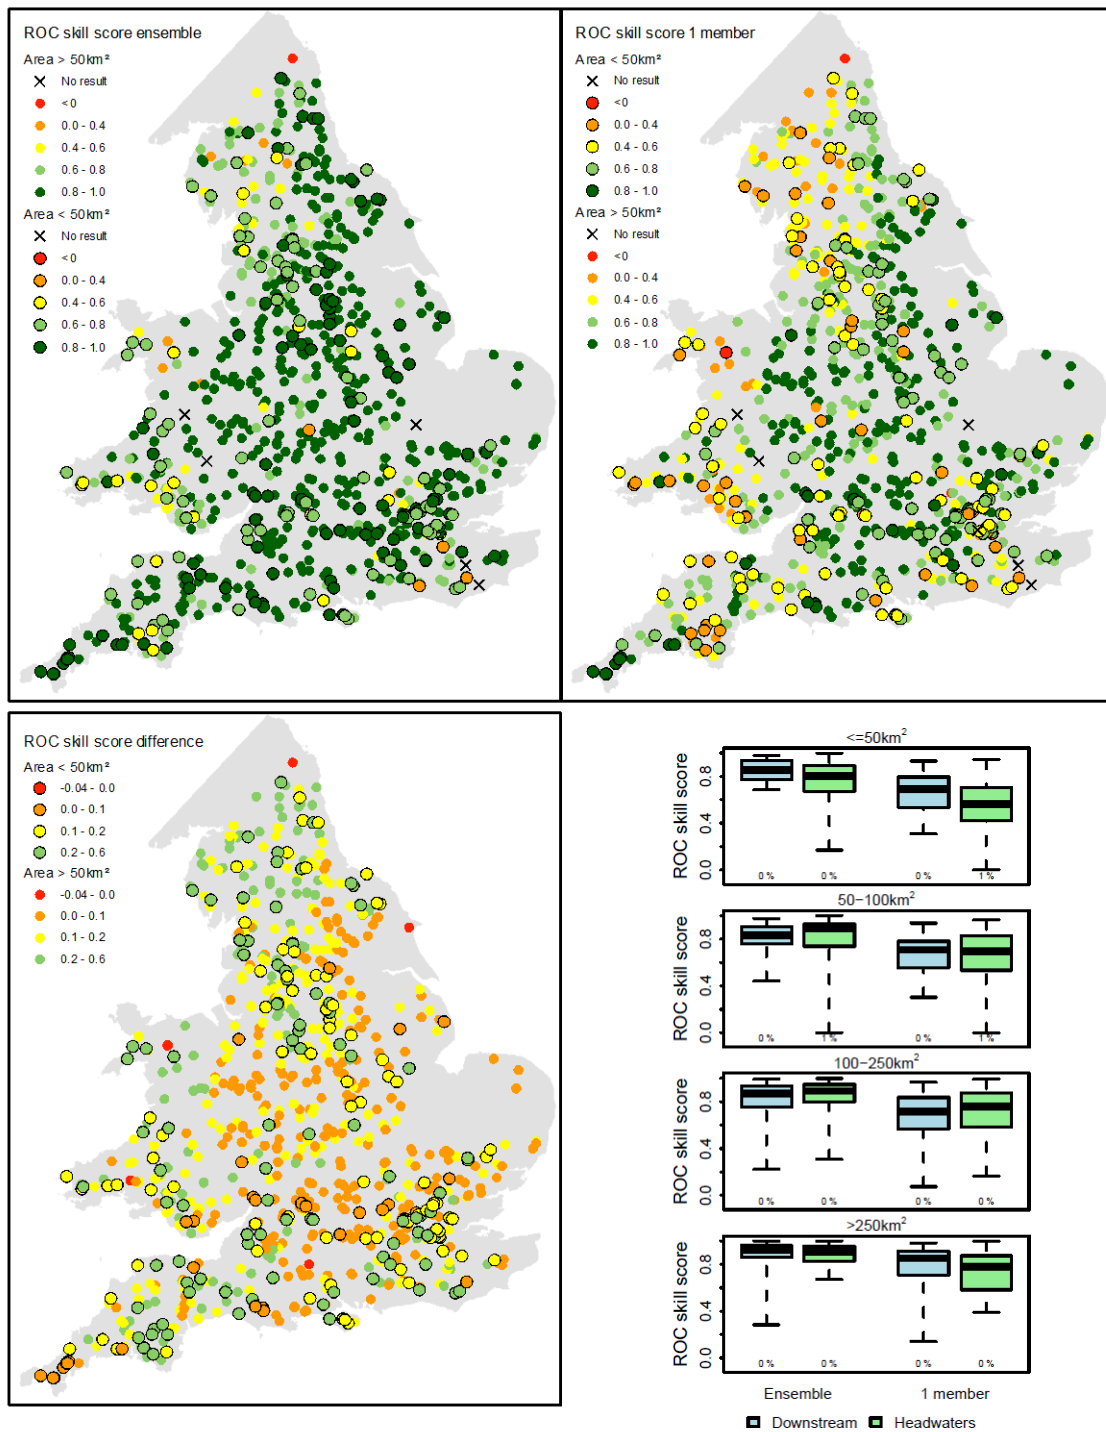 ROC skill score ensemble
Area > 50km²
No result
<0
0.0 - 0.4
0.4 - 0.6
0.6 - 0.8
0.8 - 1.0
Area < 50km²
No result
<0
0.0 - 0.4
0.4 - 0.6
0.6 - 0.8
0.8 - 1.0
ROC skill score 1 member
Area < 50km²
No result
<0
0.0 - 0.4
0.4 - 0.6
0.6 - 0.8
0.8 - 1.0
Area > 50km²
No result
<0
0.0 - 0.4
0.4 - 0.6
0.6 - 0.8
0.8 - 1.0
ROC skill score difference
Area < 50km²
-0.04 - 0.0
0.0 - 0.1
0.1 - 0.2
0.2 - 0.6
Area > 50km²
-0.04 - 0.0
0.0 - 0.1
0.1 - 0.2
0.2 - 0.6
<=50km²
ROC skill score
0.0 0.4 0.8
0 % 0 % 0 % 1 %
50−100km²
ROC skill score
0.0 0.4 0.8
0 % 1 % 0 % 1 %
100−250km²
ROC skill score
0.0 0.4 0.8
0 % 0 % 0 % 0 %
>250km²
ROC skill score
0.0 0.4 0.8
0 % 0 % 0 % 0 %
Ensemble 1 member
Downstream Headwaters